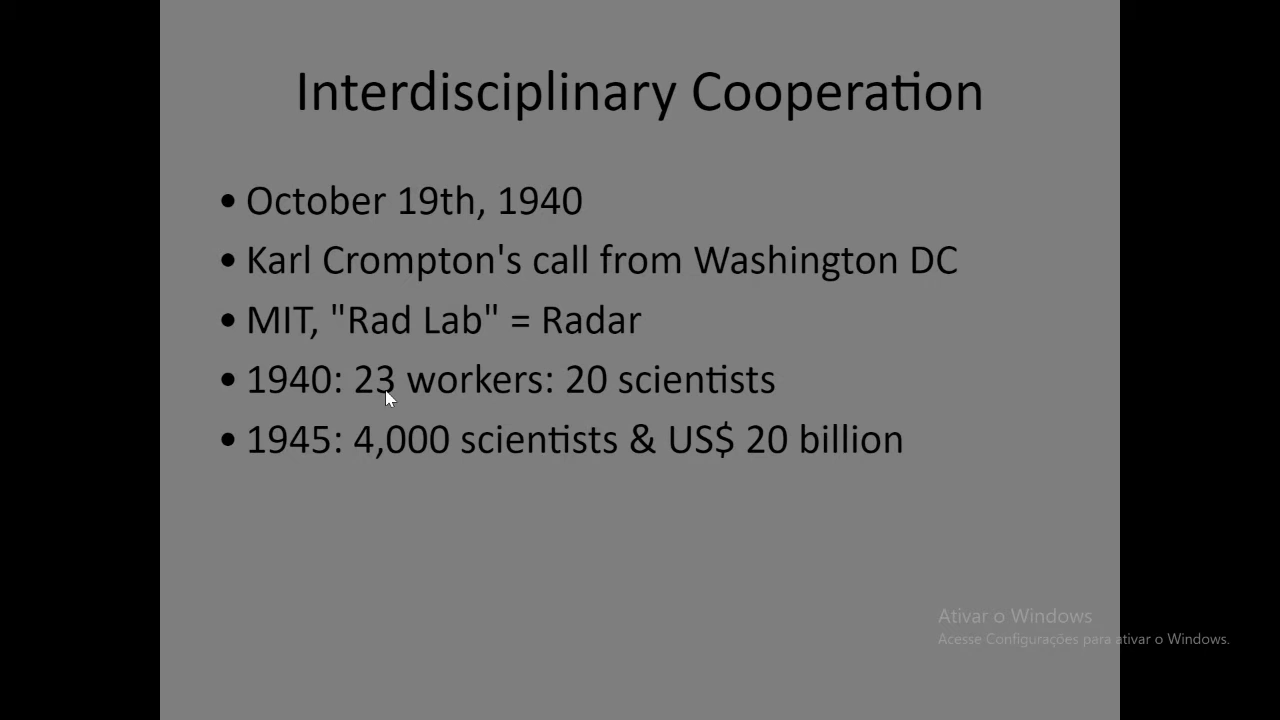 Interdisciplinary Cooperation
• October 19th, 1940
• Karl Crompton's call from Washington DC
• MIT, "Rad Lab" = Radar
• 1940: 23 workers: 20 scientists
• 1945: 4,000 scientists & US$ 20 billion
Ativar o Windows
Acesse Configurações para ativar o Windows.